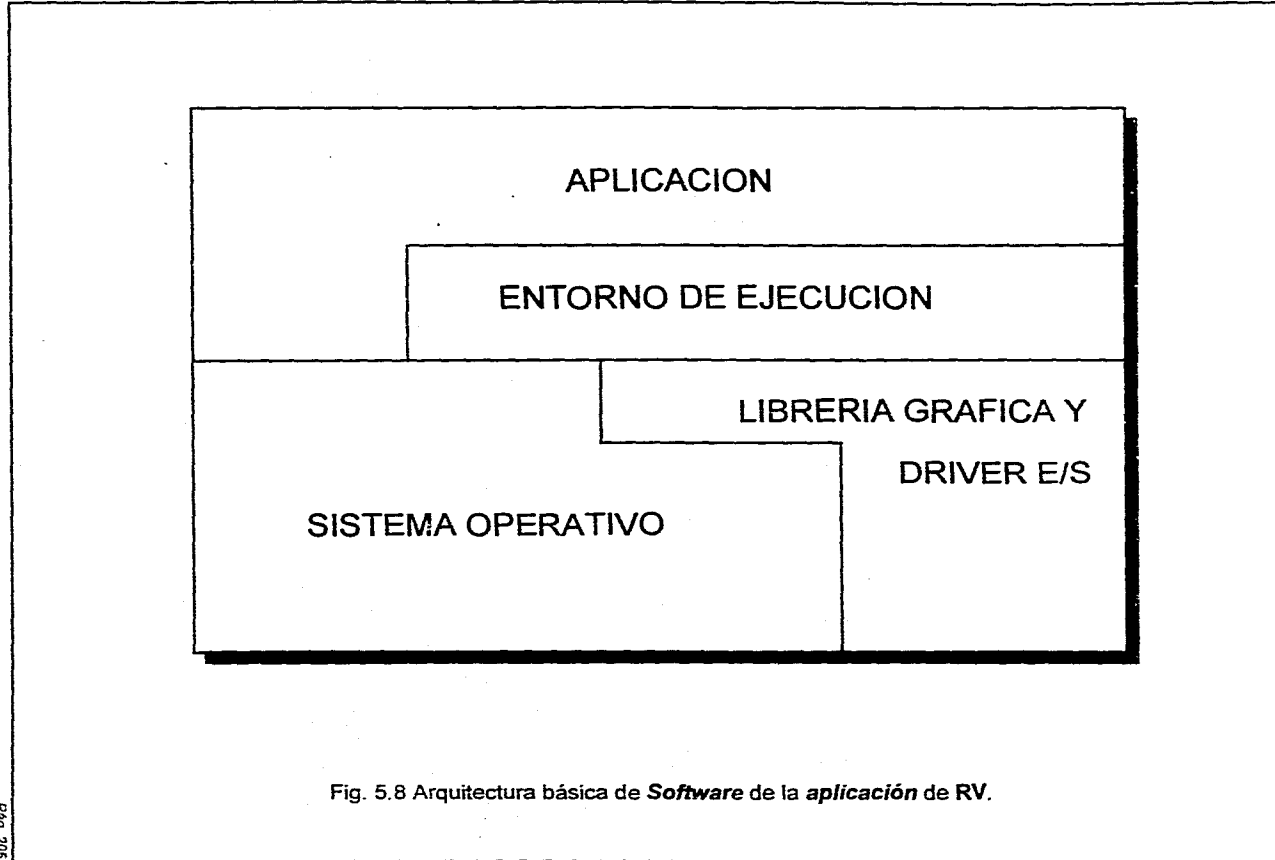 APLICACION
ENTORNO DE EJECUCION
LIBRERIA GRAFICA Y
DRIVER E/S
SISTEMA OPERATIVO
Fig. 5.8 Arquitectura básica de Software de la aplicación de RV.